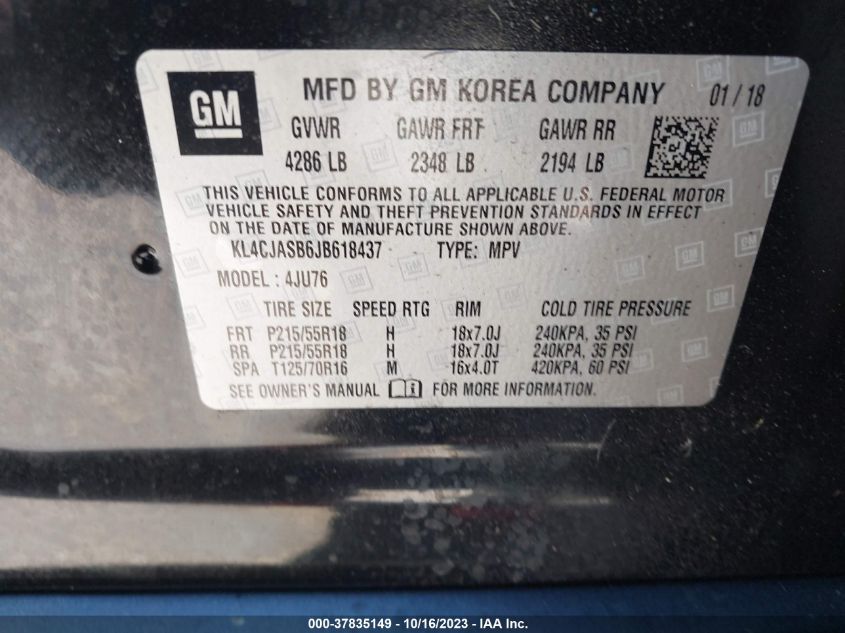 GM MFD BY GM KOREA COMPANY 01/18
GVWR GAWR FRT GAWR RR
4286 LB 2348 LB 2194 LB
THIS VEHICLE CONFORMS TO ALL APPLICABLE U.S. FEDERAL MOTOR
VEHICLE SAFETY AND THEFT PREVENTION STANDARDS IN EFFECT
ON THE DATE OF MANUFACTURE SHOWN ABOVE.
KL4CJASB6JB618437 TYPE: MPV
MODEL : 4JU76
TIRE SIZE SPEED RTG RIM COLD TIRE PRESSURE
FRT P215/55R18 H 18x7.0J 240KPA, 35 PSI
RR P215/55R18 H 18x7.0J 240KPA, 35 PSI
SPA T125/70R16 M 16x4.0T 420KPA, 60 PSI
SEE OWNER'S MANUAL FOR MORE INFORMATION
000-37835149 - 10/16/2023 - IAA Inc.